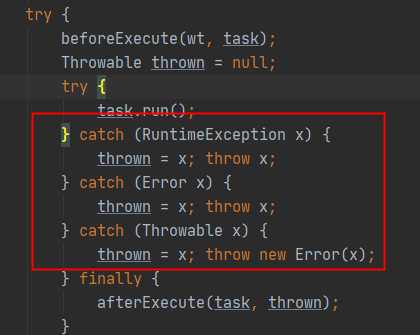 try {
beforeExecute(wt, task);
Throwable thrown = null;
try {
task.run();
} catch (RuntimeException x) {
thrown = x; throw x;
} catch (Error x) {
thrown = x; throw x;
} catch (Throwable x) {
thrown = x; throw new Error(x);
} finally {
afterExecute(task, thrown);
}